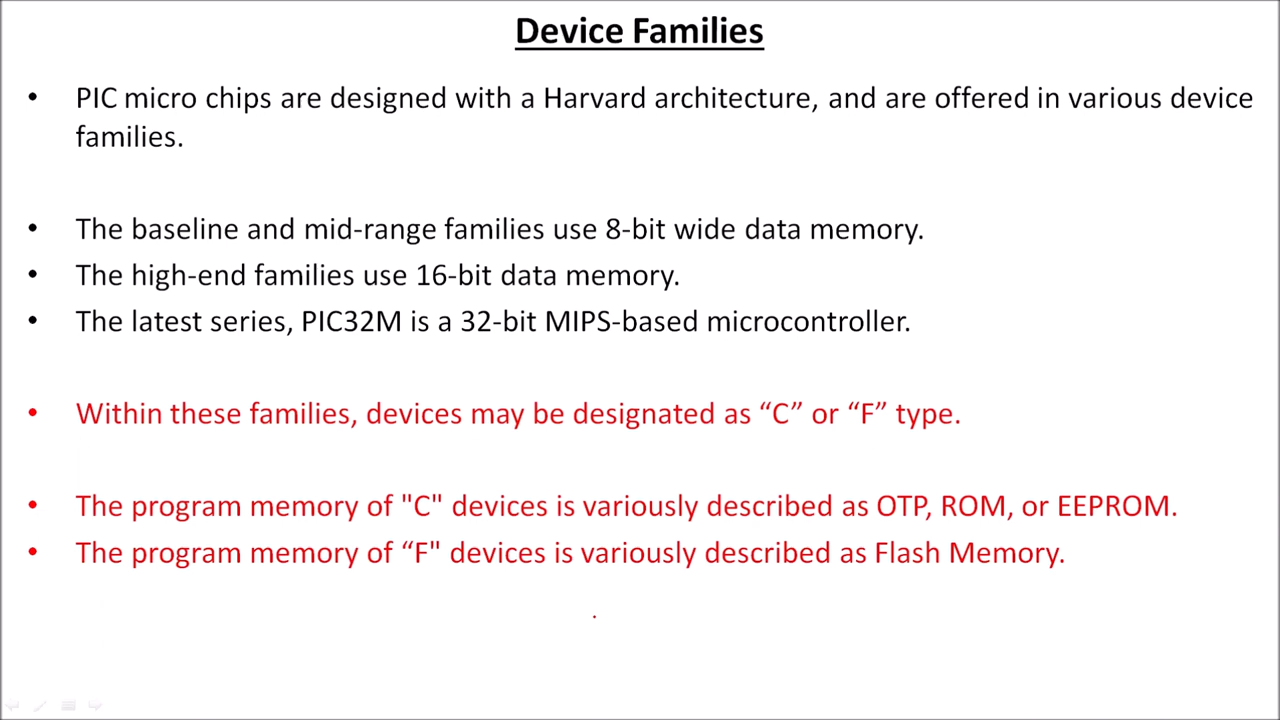 Device Families
• PIC micro chips are designed with a Harvard architecture, and are offered in various device
families.
• The baseline and mid-range families use 8-bit wide data memory.
• The high-end families use 16-bit data memory.
• The latest series, PIC32M is a 32-bit MIPS-based microcontroller.
• Within these families, devices may be designated as “C” or “F” type.
• The program memory of "C" devices is variously described as OTP, ROM, or EEPROM.
• The program memory of “F" devices is variously described as Flash Memory.